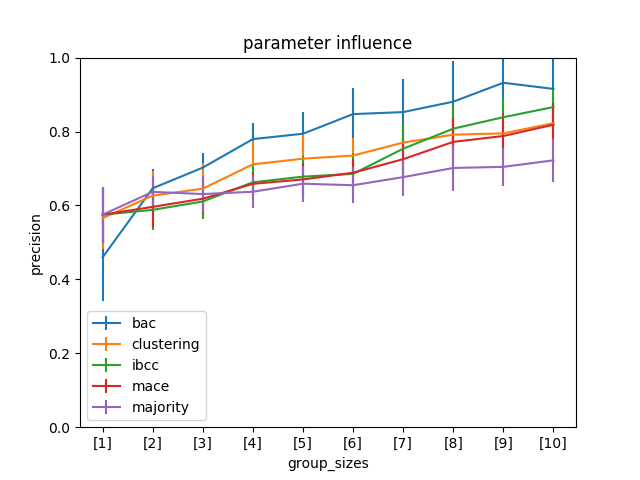 parameter influence
precision
1.0
0.8
0.6
0.4
0.2
0.0
bac
clustering
ibcc
mace
majority
[1] [2] [3] [4] [5] [6] [7] [8] [9] [10]
group_sizes